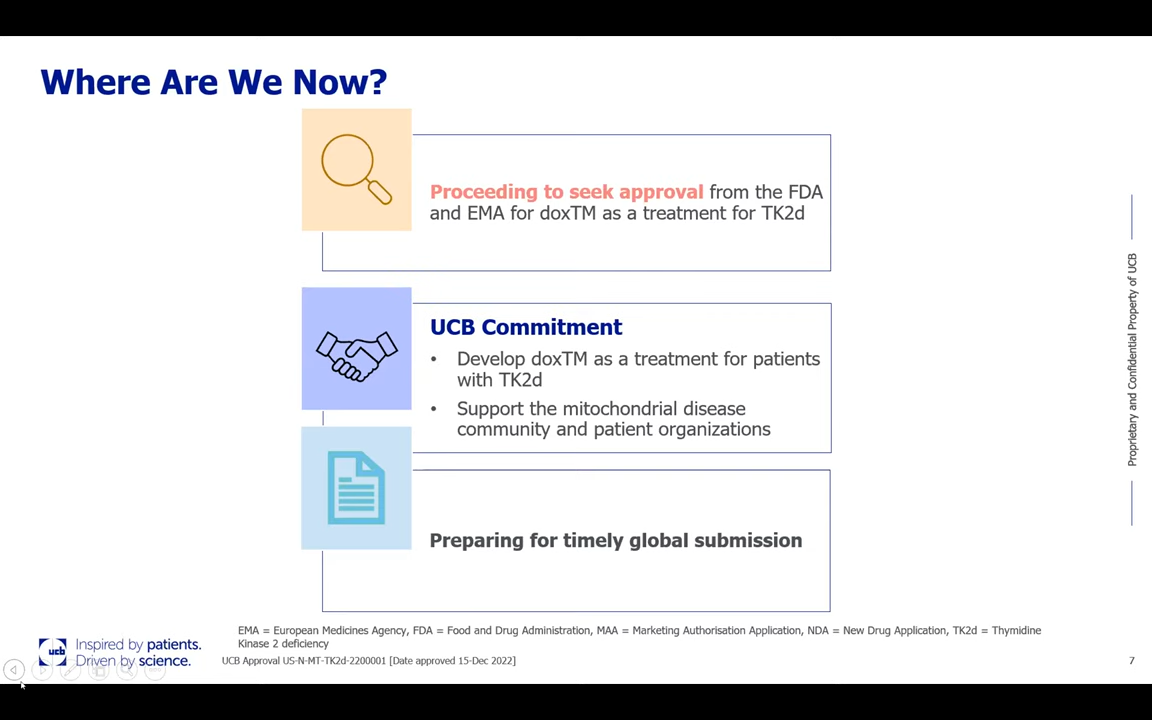 Where Are We Now?
Proceeding to seek approval from the FDA
and EMA for doxTM as a treatment for TK2d
UCB Commitment
• Develop doxTM as a treatment for patients
with TK2d
• Support the mitochondrial disease
community and patient organizations
Preparing for timely global submission
Proprietary and Confidential Property of UCB
EMA = European Medicines Agency, FDA = Food and Drug Administration, MAA = Marketing Authorisation Application, NDA = New Drug Application, TK2d = Thymidine
Kinase 2 deficiency
ucb
Inspired by patients.
Driven by science.
UCB Approval US-N-MT-TK2d-2200001 [Date approved 15-Dec 2022]
7